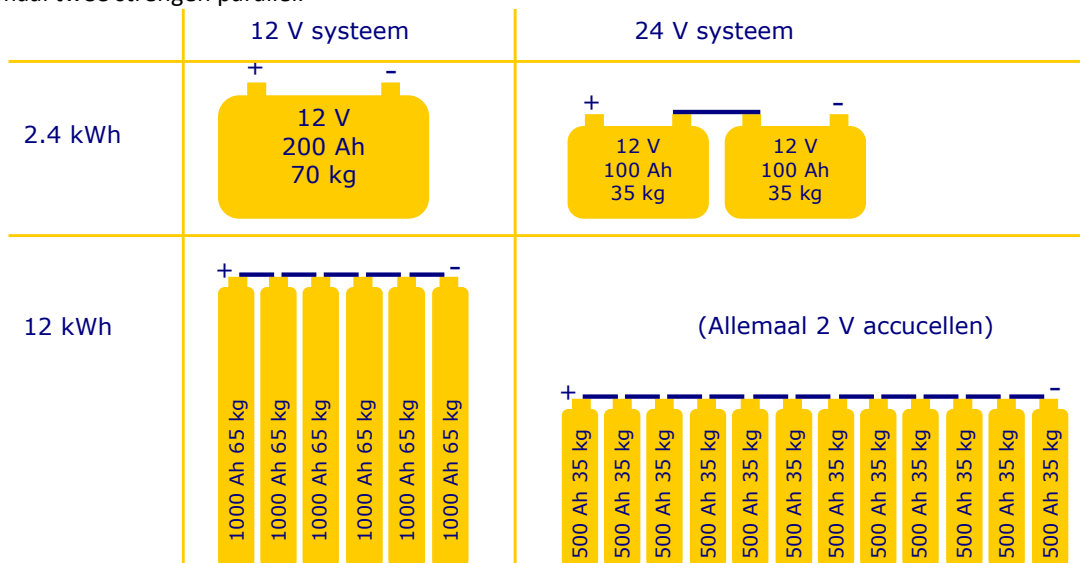 twee strengen parallel.
12 V systeem
24 V systeem
2.4 kWh
+ -
12 V
200 Ah
70 kg
+ -
12 V
100 Ah
35 kg
12 V
100 Ah
35 kg
12 kWh
+ -
1000 Ah 65 kg
1000 Ah 65 kg
1000 Ah 65 kg
1000 Ah 65 kg
1000 Ah 65 kg
1000 Ah 65 kg
(Allemaal 2 V accucellen)
+ -
500 Ah 35 kg
500 Ah 35 kg
500 Ah 35 kg
500 Ah 35 kg
500 Ah 35 kg
500 Ah 35 kg
500 Ah 35 kg
500 Ah 35 kg
500 Ah 35 kg
500 Ah 35 kg
500 Ah 35 kg
500 Ah 35 kg